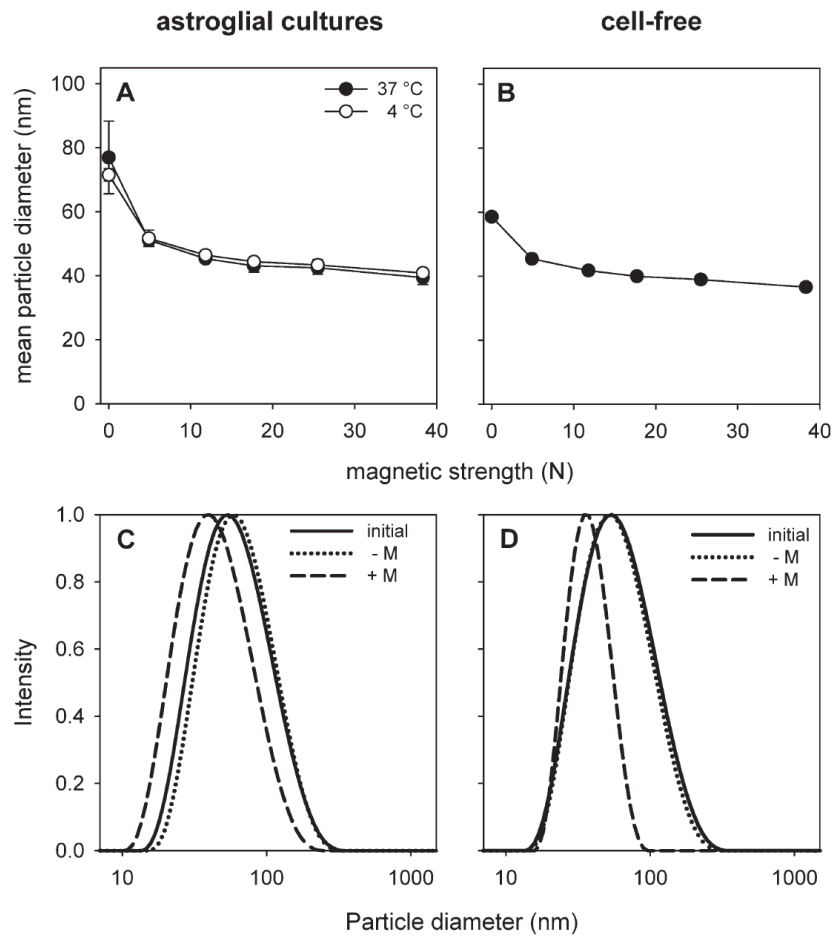 astroglial cultures cell-free
mean particle diameter (nm)
100
80
60
40
20
0
A
37 °C
4 °C
0 10 20 30 40
B
0 10 20 30 40
magnetic strength (N)
Intensity
1.0
0.8
0.6
0.4
0.2
0.0
C
initial
- M
+ M
10 100 1000
D
initial
- M
+ M
10 100 1000
Particle diameter (nm)